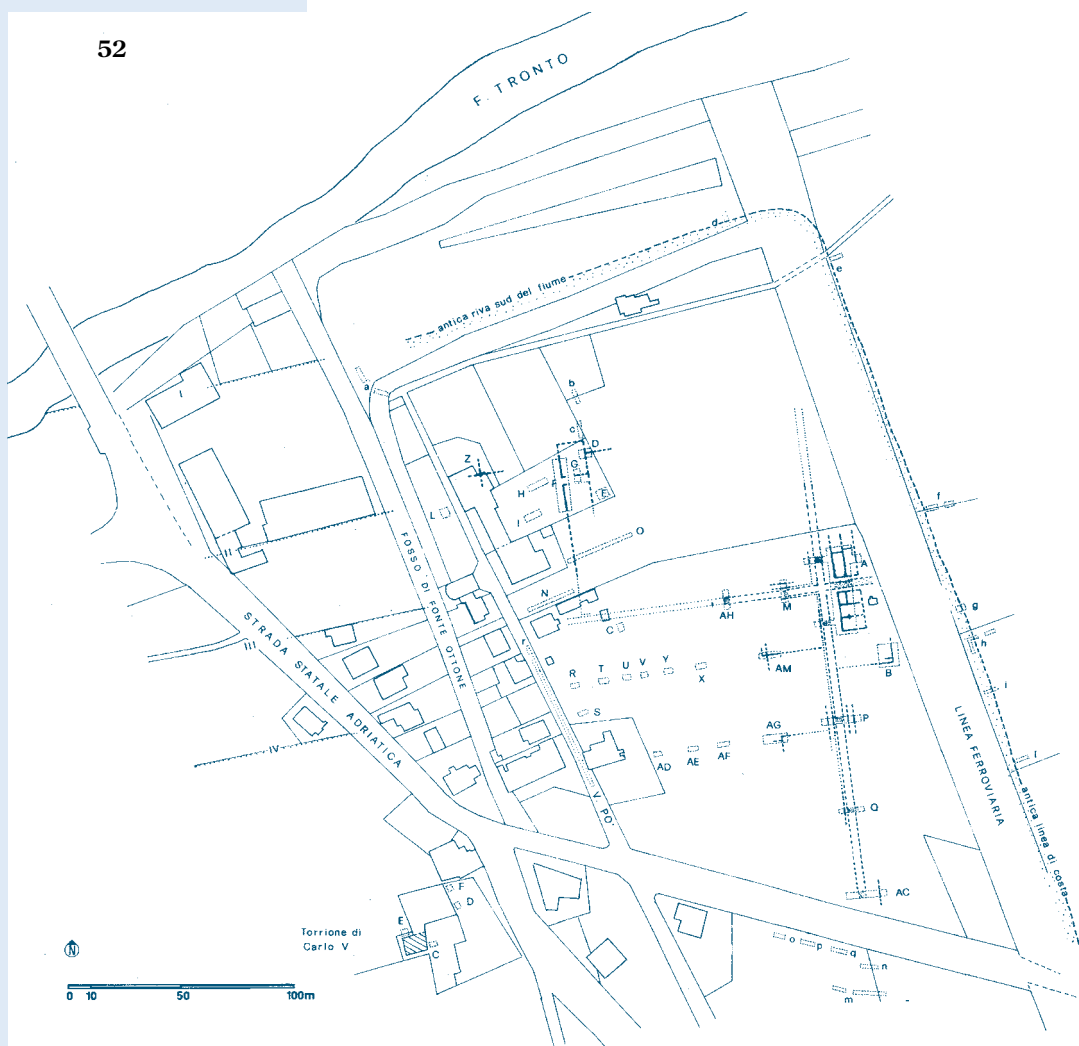 52
F. TRONTO
d
antica riva sud del fiume
e
I
a
b
c
D
Z
G
H
F
E
I
L
f
O
II
FOSSO DI FONTE OTTONE
N
A
M
AH
g
C
h
III
STRADA STATALE ADRIATICA
R
T
U
V
Y
X
AM
B
i
S
LINEA FERROVIARIA
P
AG
IV
AD
AE
AF
l
V. PO
Q
antica linea di costa
AC
F
D
E
Torrione di
Carlo V
C
o
p
q
n
m
N
0 10 50 100m